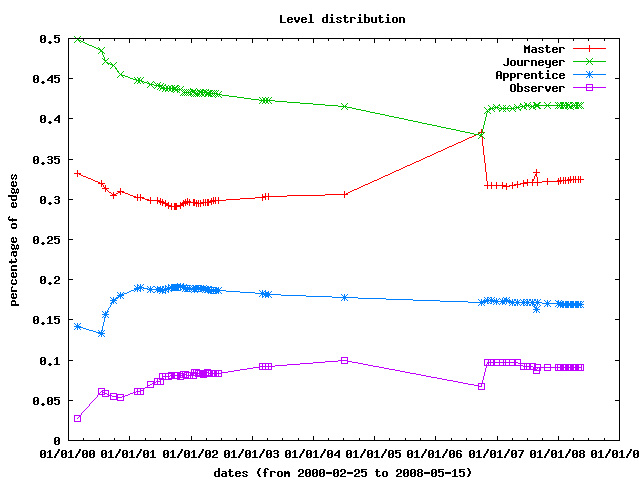 Level distribution
Master
Journeyer
Apprentice
Observer
0.5
0.45
0.4
0.35
0.3
0.25
0.2
0.15
0.1
0.05
0
percentage of edges
01/01/00 01/01/01 01/01/02 01/01/03 01/01/04 01/01/05 01/01/06 01/01/07 01/01/08 01/01/0
dates (from 2000-02-25 to 2008-05-15)